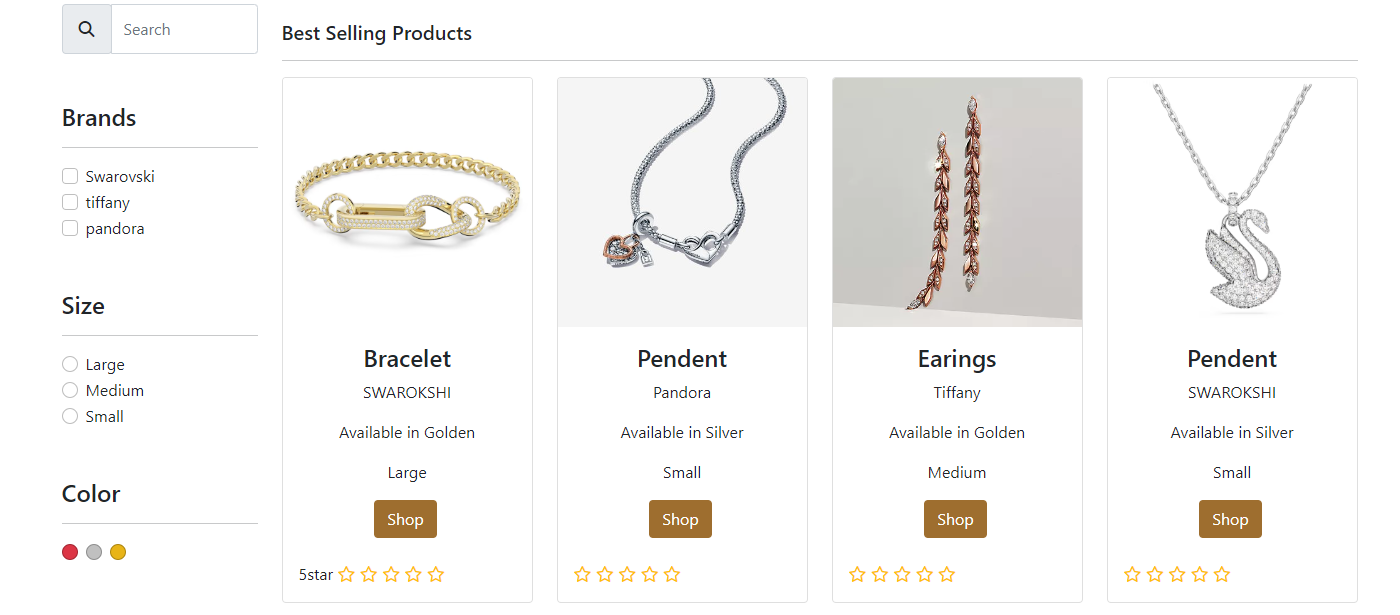 Search
Brands
Swarovski
tiffany
pandora
Size
Large
Medium
Small
Color
Best Selling Products
Bracelet
SWAROKSHI
Available in Golden
Large
Shop
5star
Pendent
Pandora
Available in Silver
Small
Shop
Earings
Tiffany
Available in Golden
Medium
Shop
Pendent
SWAROKSHI
Available in Silver
Small
Shop